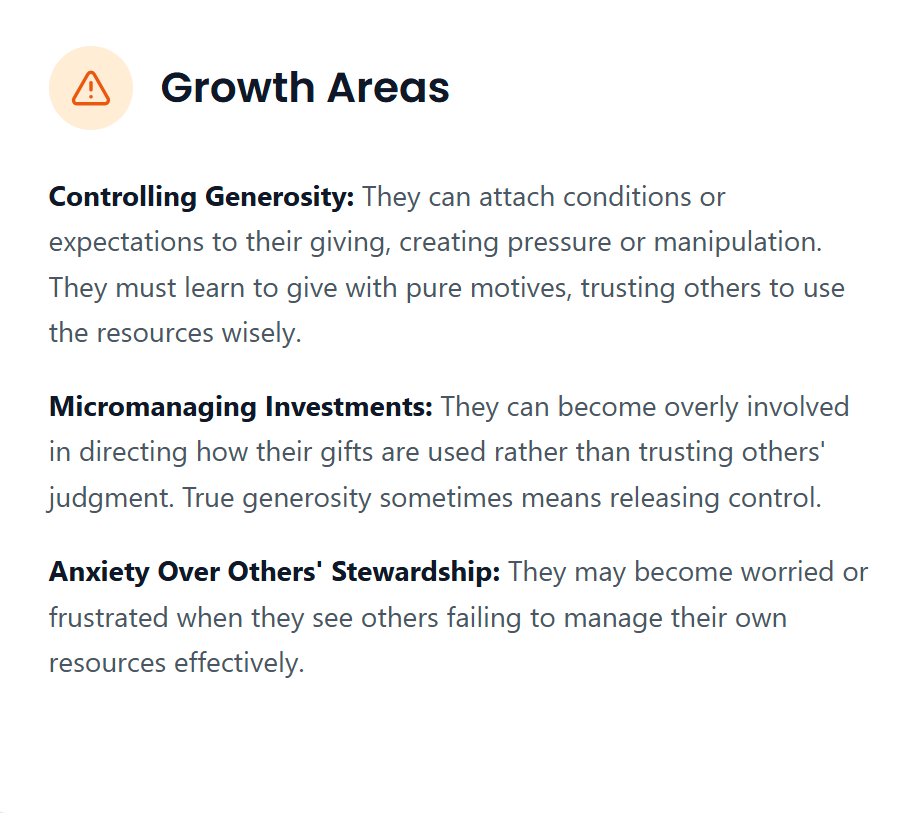 Growth Areas
Controlling Generosity: They can attach conditions or
expectations to their giving, creating pressure or manipulation.
They must learn to give with pure motives, trusting others to use
the resources wisely.
Micromanaging Investments: They can become overly involved
in directing how their gifts are used rather than trusting others'
judgment. True generosity sometimes means releasing control.
Anxiety Over Others' Stewardship: They may become worried or
frustrated when they see others failing to manage their own
resources effectively.